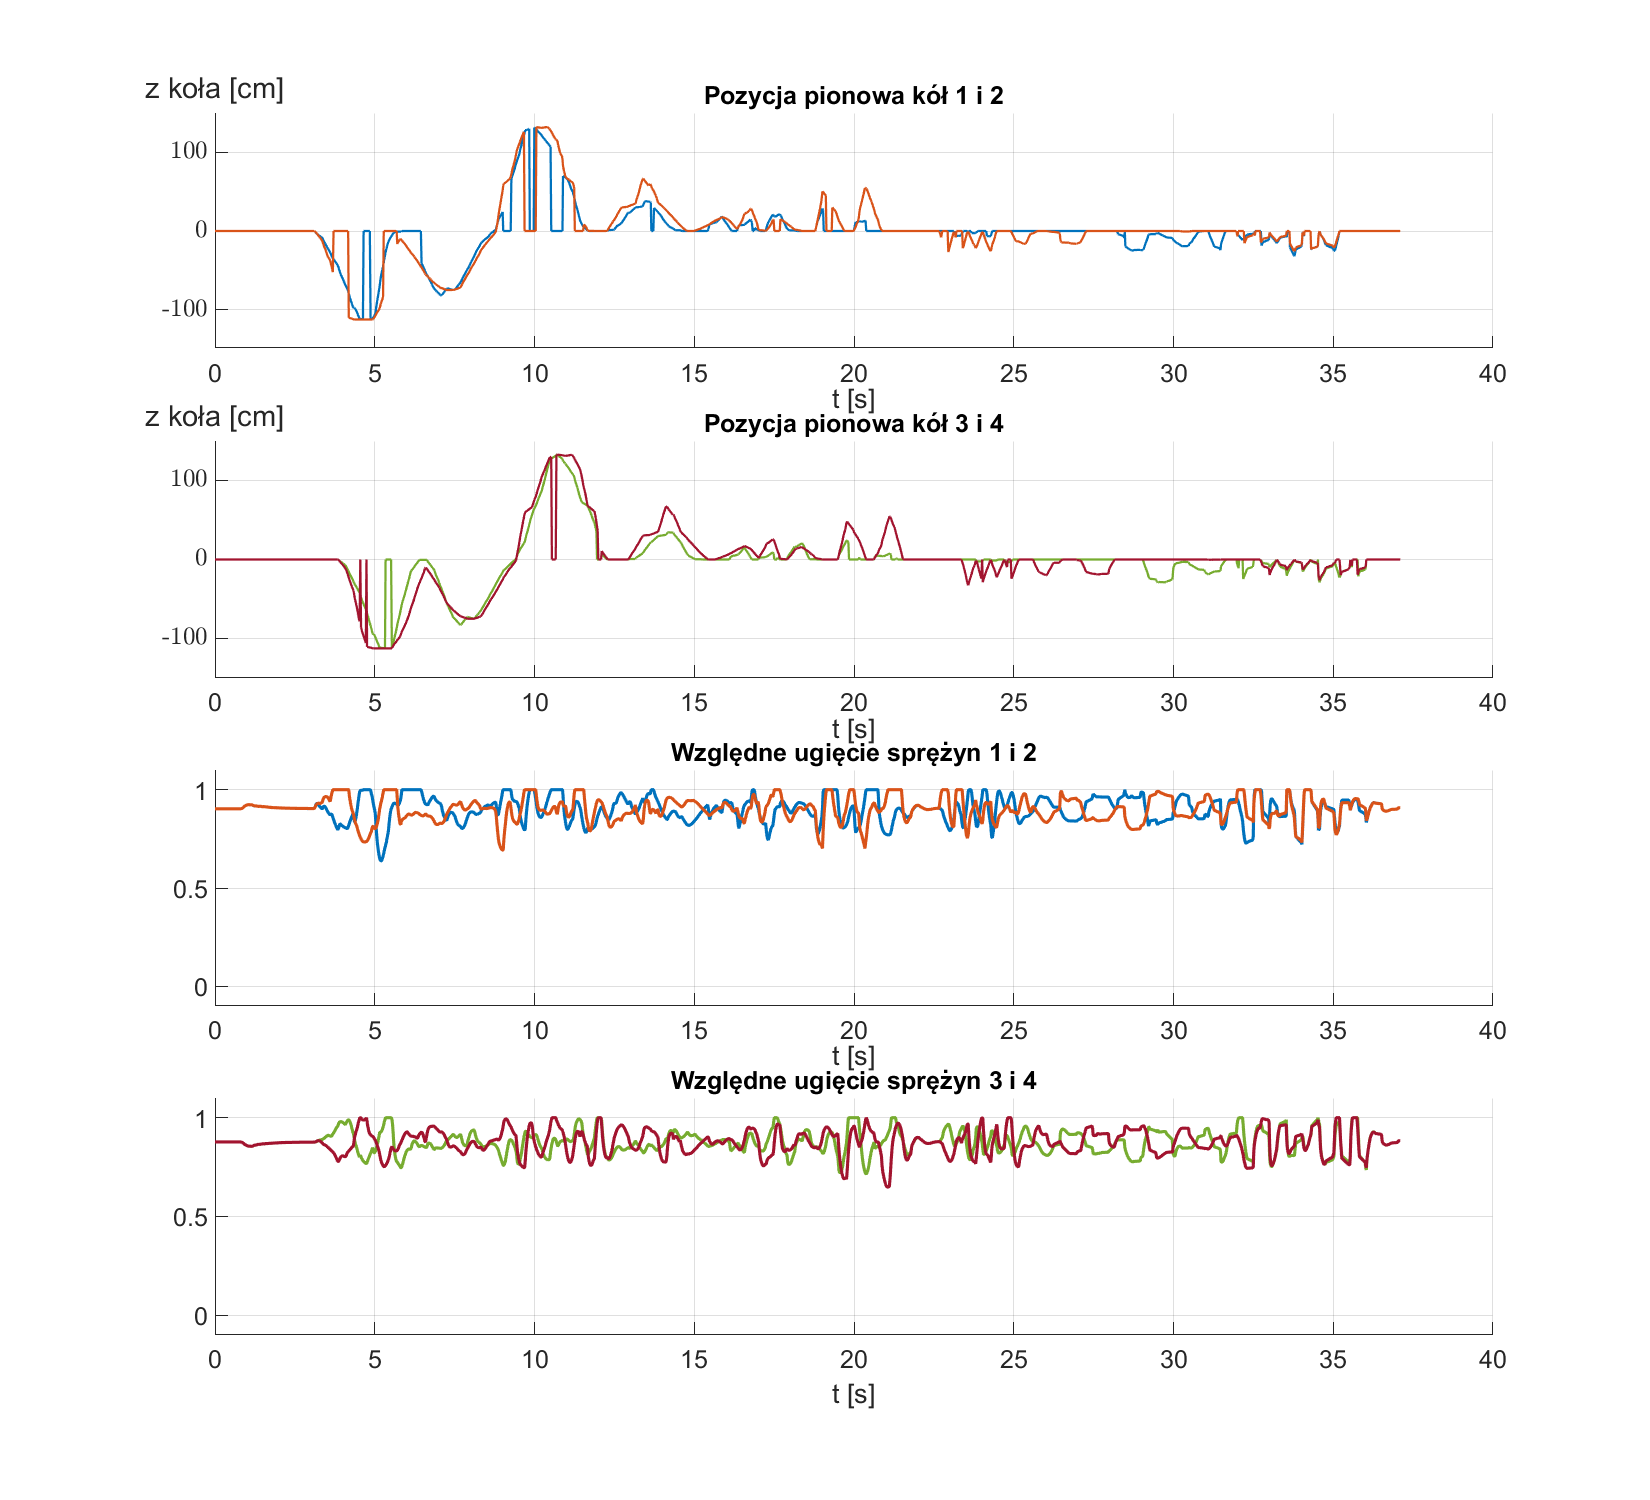 z koła [cm]
Pozycja pionowa kół 1 i 2
100
0
-100
0 5 10 15 20 25 30 35 40
t [s]
z koła [cm]
Pozycja pionowa kół 3 i 4
100
0
-100
0 5 10 15 20 25 30 35 40
t [s]
Względne ugięcie sprężyn 1 i 2
1
0.5
0
0 5 10 15 20 25 30 35 40
t [s]
Względne ugięcie sprężyn 3 i 4
1
0.5
0
0 5 10 15 20 25 30 35 40
t [s]